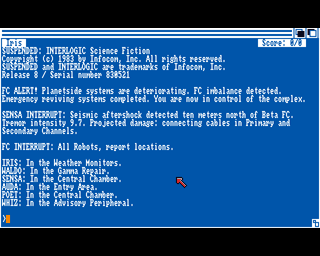 Iris Score: 0/0
SUSPENDED: INTERLOGIC Science Fiction
Copyright (c) 1983 by Infocom, Inc. All rights reserved.
SUSPENDED and INTERLOGIC are trademarks of Infocom, Inc.
Release 8 / Serial number 830521
FC ALERT! Planetside systems are deteriorating. FC imbalance detected.
Emergency reviving systems completed. You are now in control of the complex.
SENSA INTERRUPT: Seismic aftershock detected ten meters north of Beta FC.
Tremor intensity 9.7. Projected damage: connecting cables in Primary and
Secondary Channels.
FC INTERRUPT: All Robots, report locations.
IRIS: In the Weather Monitors.
WALDO: In the Gamma Repair.
SENSA: In the Central Chamber.
AUDA: In the Entry Area.
POET: In the Central Chamber.
WHIZ: In the Advisory Peripheral.
>